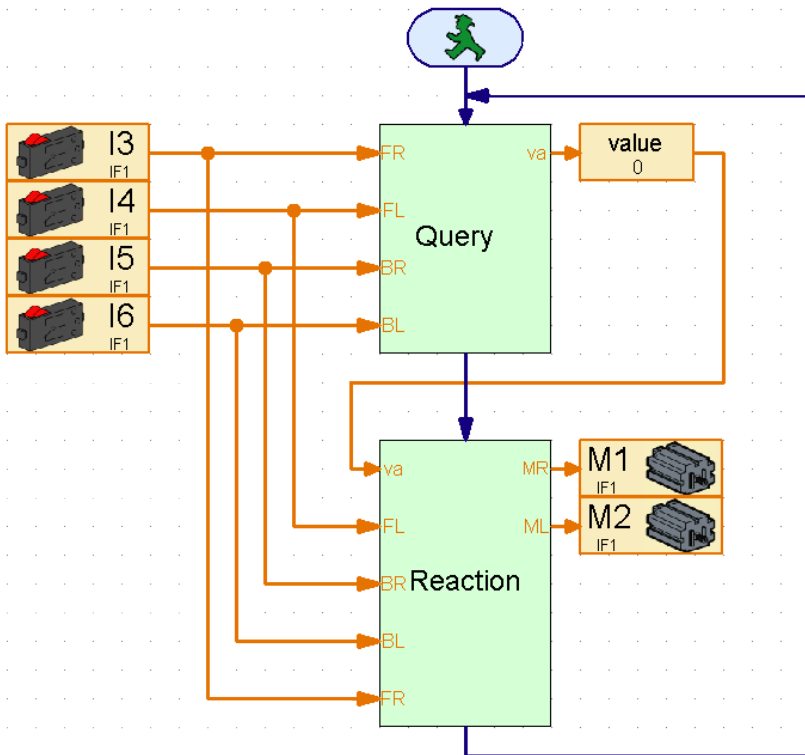 I3
IF1
FR
va
value
0
I4
IF1
FL
Query
I5
IF1
BR
I6
IF1
BL
va
MR
M1
IF1
FL
ML
M2
IF1
BR
Reaction
BL
FR